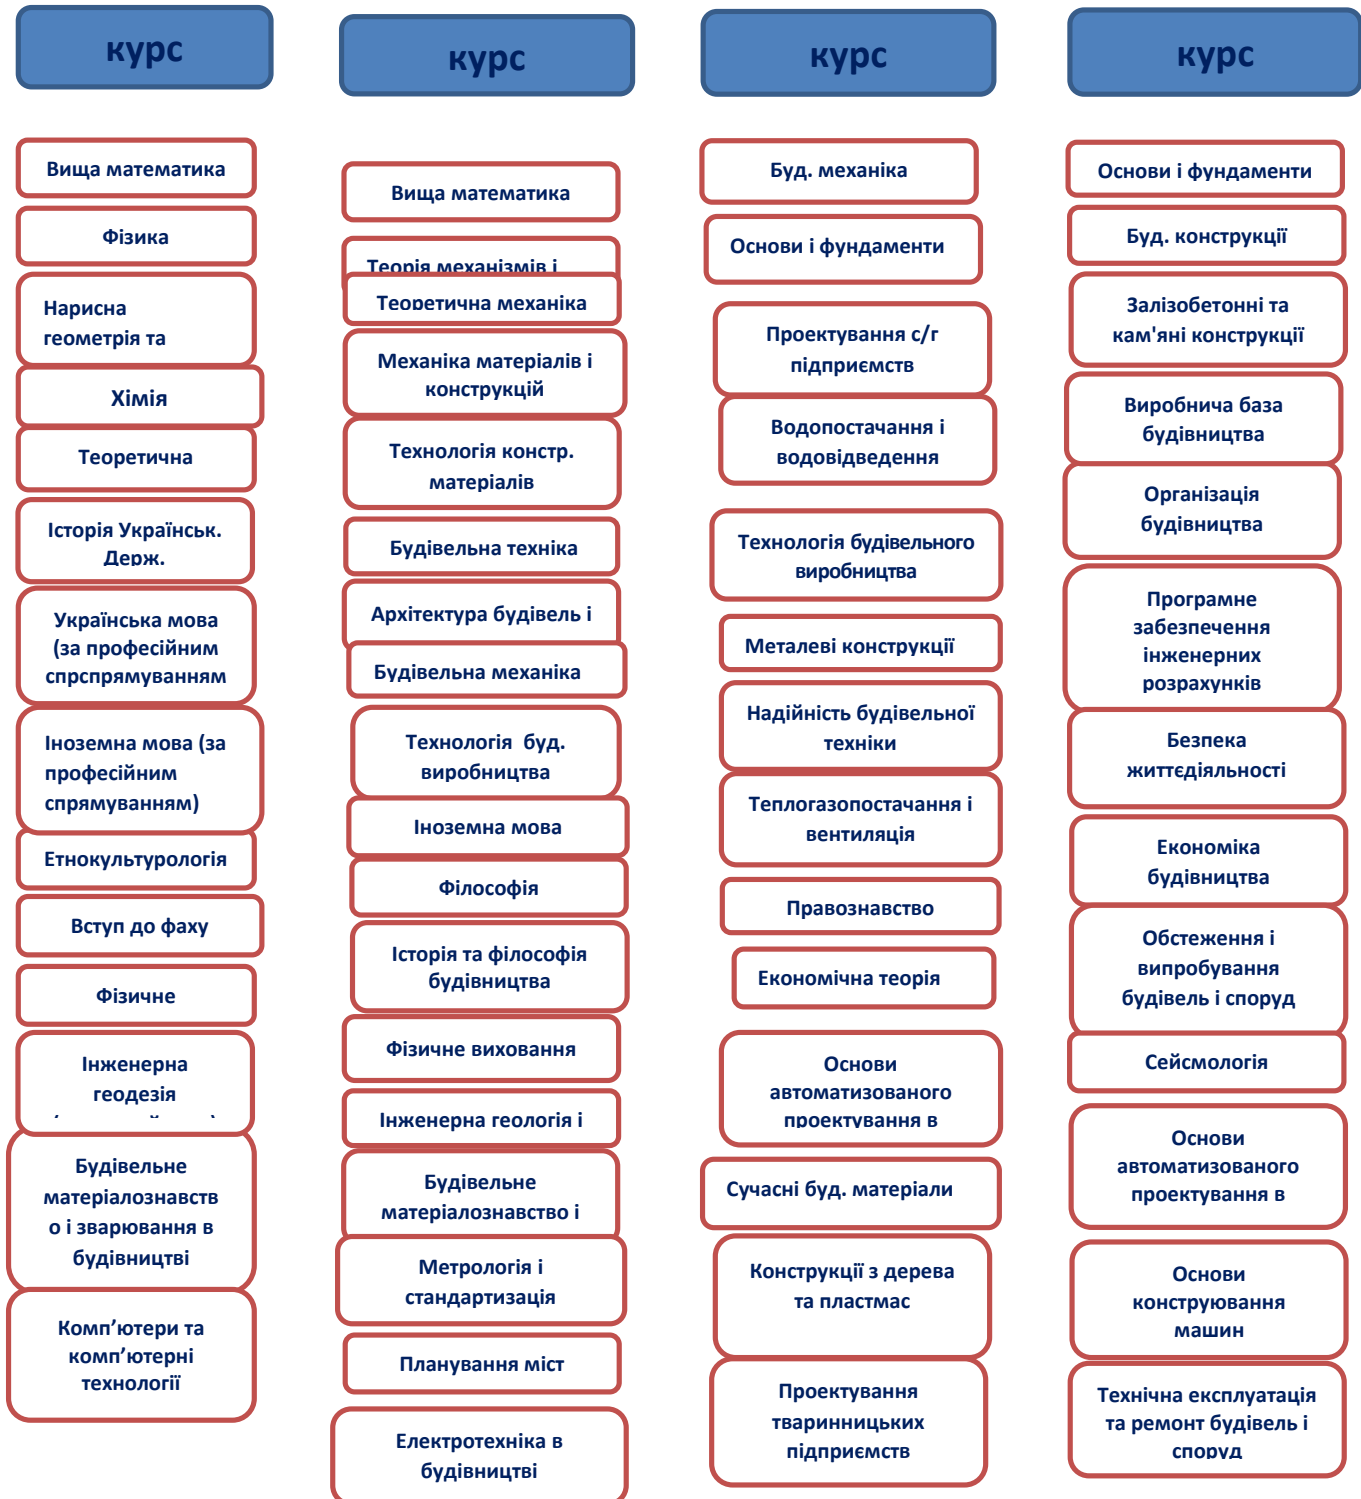 курс
Вища математика
Фізика
Нарисна
геометрія та
Хімія
Теоретична
Історія Українськ.
Держ.
Українська мова
(за професійним
спрспрямуванням
Іноземна мова (за
професійним
спрямуванням)
Етнокультурологія
Вступ до фаху
Фізичне
Інженерна
геодезія
Будівельне
матеріалознавств
о і зварювання в
будівництві
Комп’ютери та
комп’ютерні
технології
курс
Вища математика
Теорія механізмів і
Теоретична механіка
Механіка матеріалів і
конструкцій
Технологія констр.
матеріалів
Будівельна техніка
Архітектура будівель і
Будівельна механіка
Технологія буд.
виробництва
Іноземна мова
Філософія
Історія та філософія
будівництва
Фізичне виховання
Інженерна геологія і
Будівельне
матеріалознавство і
Метрологія і
стандартизація
Планування міст
Електротехніка в
будівництві
курс
Буд. механіка
Основи і фундаменти
Проектування с/г
підприємств
Водопостачання і
водовідведення
Технологія будівельного
виробництва
Металеві конструкції
Надійність будівельної
техніки
Теплогазопостачання і
вентиляція
Правознавство
Економічна теорія
Основи
автоматизованого
проектування в
Сучасні буд. матеріали
Конструкції з дерева
та пластмас
Проектування
тваринницьких
підприємств
курс
Основи і фундаменти
Буд. конструкції
Залізобетонні та
кам'яні конструкції
Виробнича база
будівництва
Організація
будівництва
Програмне
забезпечення
інженерних
розрахунків
Безпека
життєдіяльності
Економіка
будівництва
Обстеження і
випробування
будівель і споруд
Сейсмологія
Основи
автоматизованого
проектування в
Основи
конструювання
машин
Технічна експлуатація
та ремонт будівель і
споруд